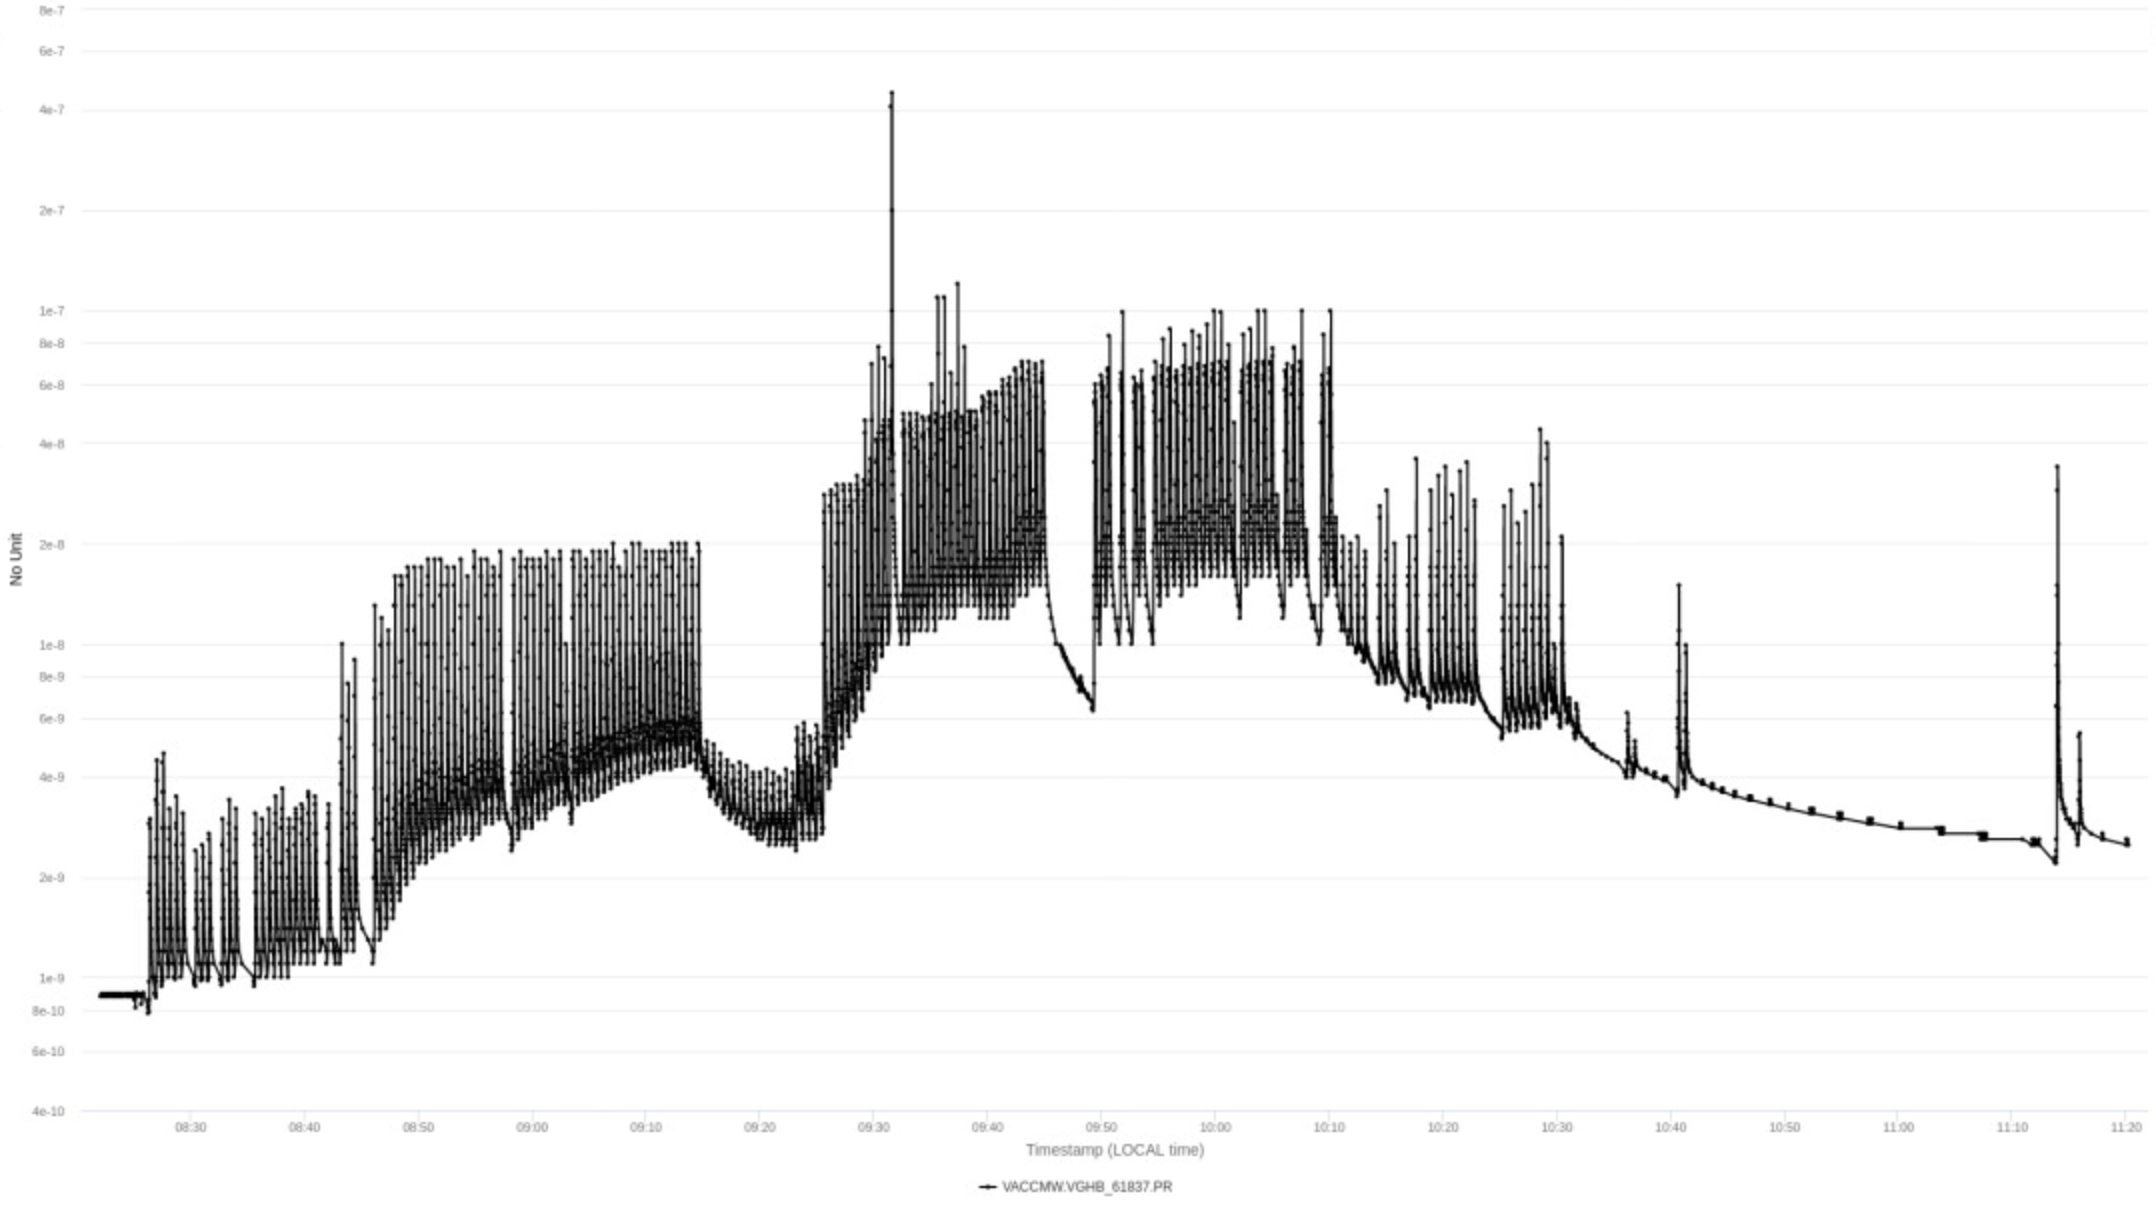 8e-7
6e-7
4e-7
2e-7
1e-7
8e-8
6e-8
4e-8
No Unit
2e-8
1e-8
8e-9
6e-9
4e-9
2e-9
1e-9
8e-10
6e-10
4e-10
08:30 08:40 08:50 09:00 09:10 09:20 09:30 09:40 09:50 10:00 10:10 10:20 10:30 10:40 10:50 11:00 11:10 11:20
Timestamp (LOCAL time)
VACCMW.VGHB_61837.PR